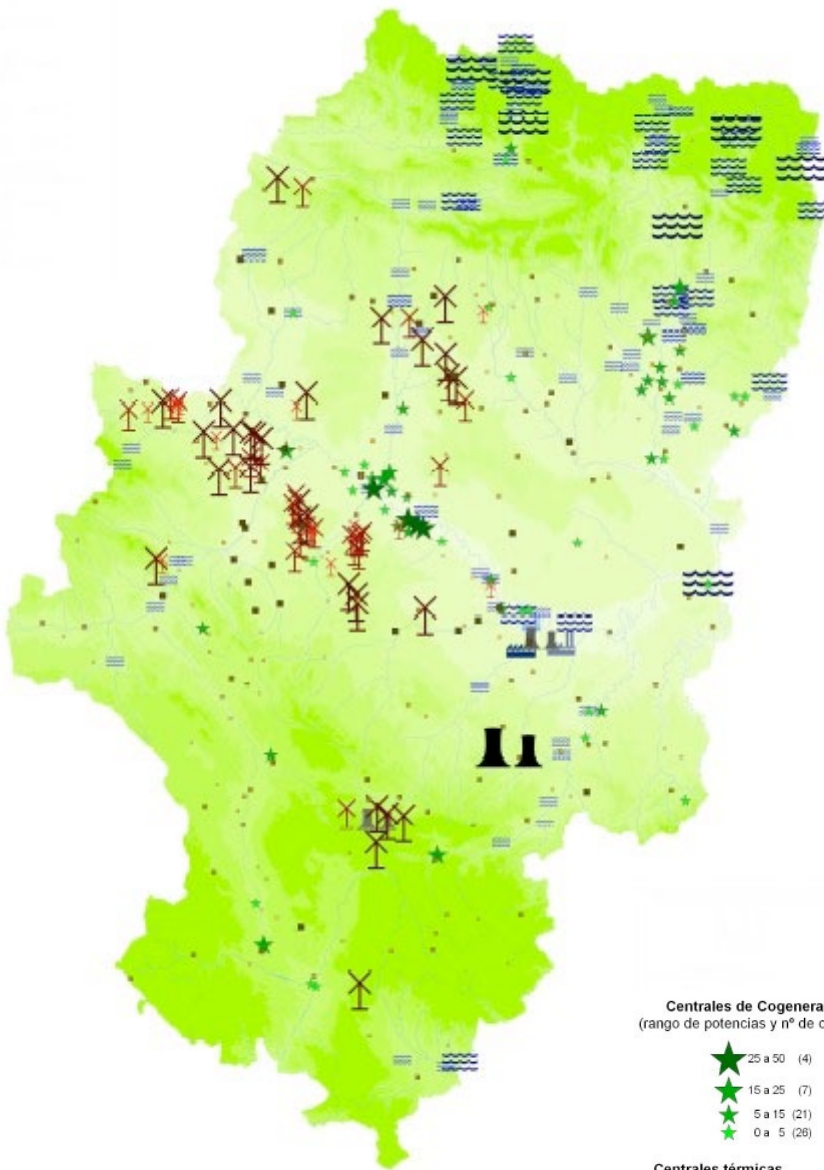 Centrales de Cogenera
(rango de potencias y nº de c
25 a 50 (4)
15 a 25 (7)
5 a 15 (21)
0 a 5 (26)
Centrales térmicas